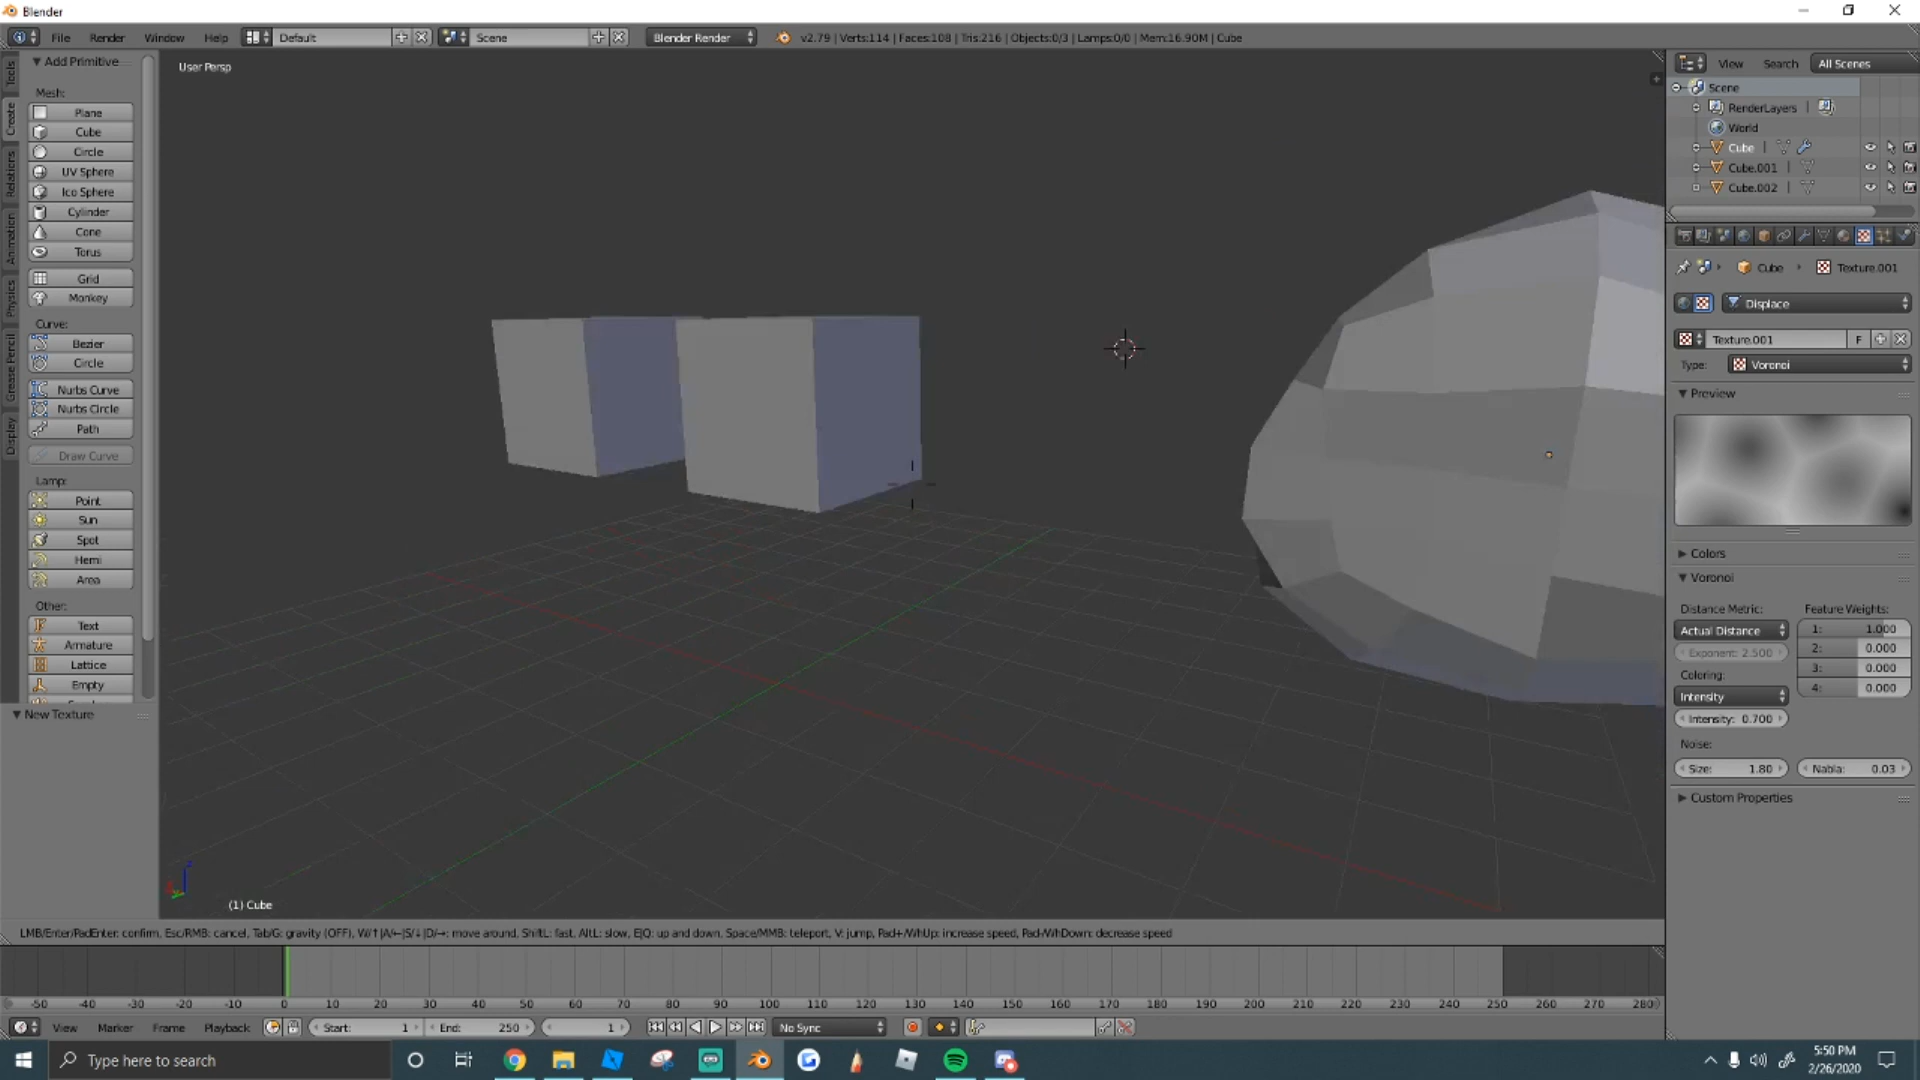 Blender
File Render Window Help Default Scene Blender Render v2.79 | Verts:114 | Faces:108 | Tris:216 | Objects:0/3 | Lamps:0/0 | Mem:16.90M | Cube
Tools
Create
Relations
Animation
Physics
Grease Pencil
Display
Add Primitive
Mesh:
Plane
Cube
Circle
UV Sphere
Ico Sphere
Cylinder
Cone
Torus
Grid
Monkey
Curve:
Bezier
Circle
Nurbs Curve
Nurbs Circle
Path
Draw Curve
Lamp:
Point
Sun
Spot
Hemi
Area
Other:
Text
Armature
Lattice
Empty
New Texture
User Persp
(1) Cube
View Search All Scenes
Scene
RenderLayers
World
Cube
Cube.001
Cube.002
Cube Texture.001
Displace
Texture.001 F
Type: Voronoi
Preview
Colors
Voronoi
Distance Metric: Feature Weights:
Actual Distance 1: 1.000
Exponent: 2.500 2: 0.000
Coloring: 3: 0.000
Intensity 4: 0.000
Intensity: 0.700
Noise:
Size: 1.80 Nabla: 0.03
Custom Properties
LMB/Enter/PadEnter: confirm, Esc/RMB: cancel, Tab/G: gravity (OFF), W/↑|A/←|S/↓|D/→: move around, ShiftL: fast, AltL: slow, E|Q: up and down, Space/MMB: teleport, V: jump, Pad+/WhUp: increase speed, Pad-/WhDown: decrease speed
-50 -40 -30 -20 -10 0 10 20 30 40 50 60 70 80 90 100 110 120 130 140 150 160 170 180 190 200 210 220 230 240 250 260 270 280
View Marker Frame Playback Start: 1 End: 250 1 No Sync
Type here to search
5:50 PM
2/26/2020